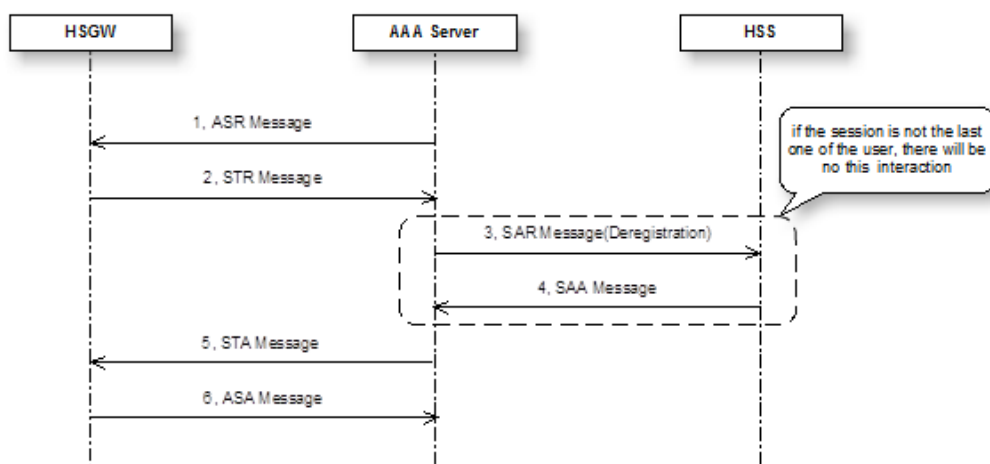 HSGW
AAA Server
HSS
1, ASR Message
if the session is not the last
one of the user, there will be
no this interaction
2, STR Message
3, SAR Message(Deregistration)
4, SAA Message
5, STA Message
6, ASA Message